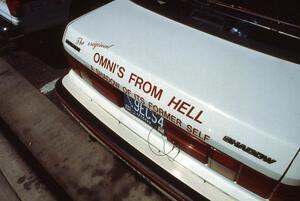 The original
OMNI'S FROM HELL
A SHADOW OF ITS FORMER SELF
SHADOW